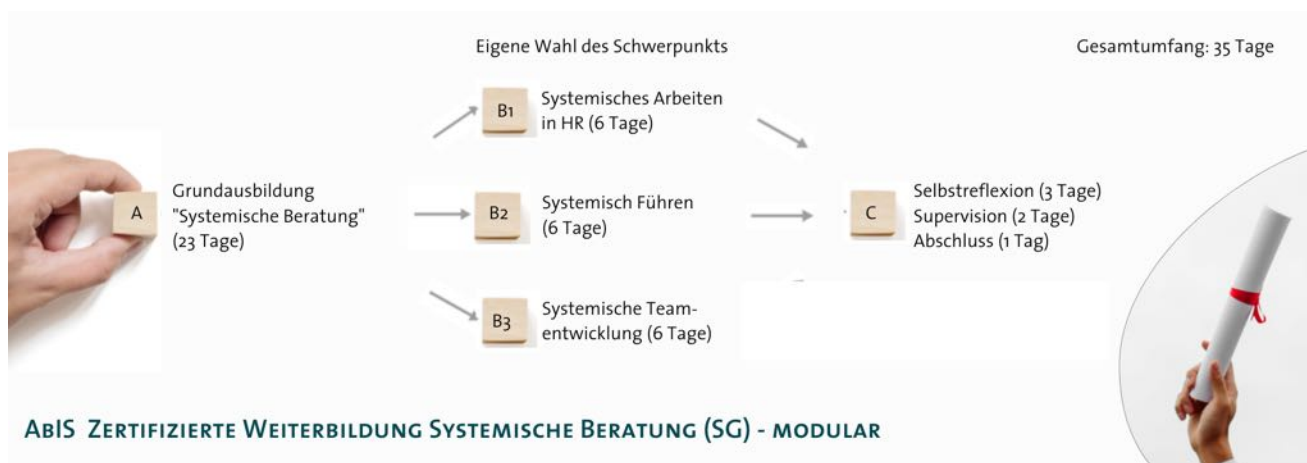 Eigene Wahl des Schwerpunkts
Gesamtumfang: 35 Tage
A
Grundausbildung
"Systemische Beratung"
(23 Tage)
B1
Systemisches Arbeiten
in HR (6 Tage)
B2
Systemisch Führen
(6 Tage)
B3
Systemische Team-
entwicklung (6 Tage)
C
Selbstreflexion (3 Tage)
Supervision (2 Tage)
Abschluss (1 Tag)
AbIS Zertifizierte Weiterbildung Systemische Beratung (SG) - modular